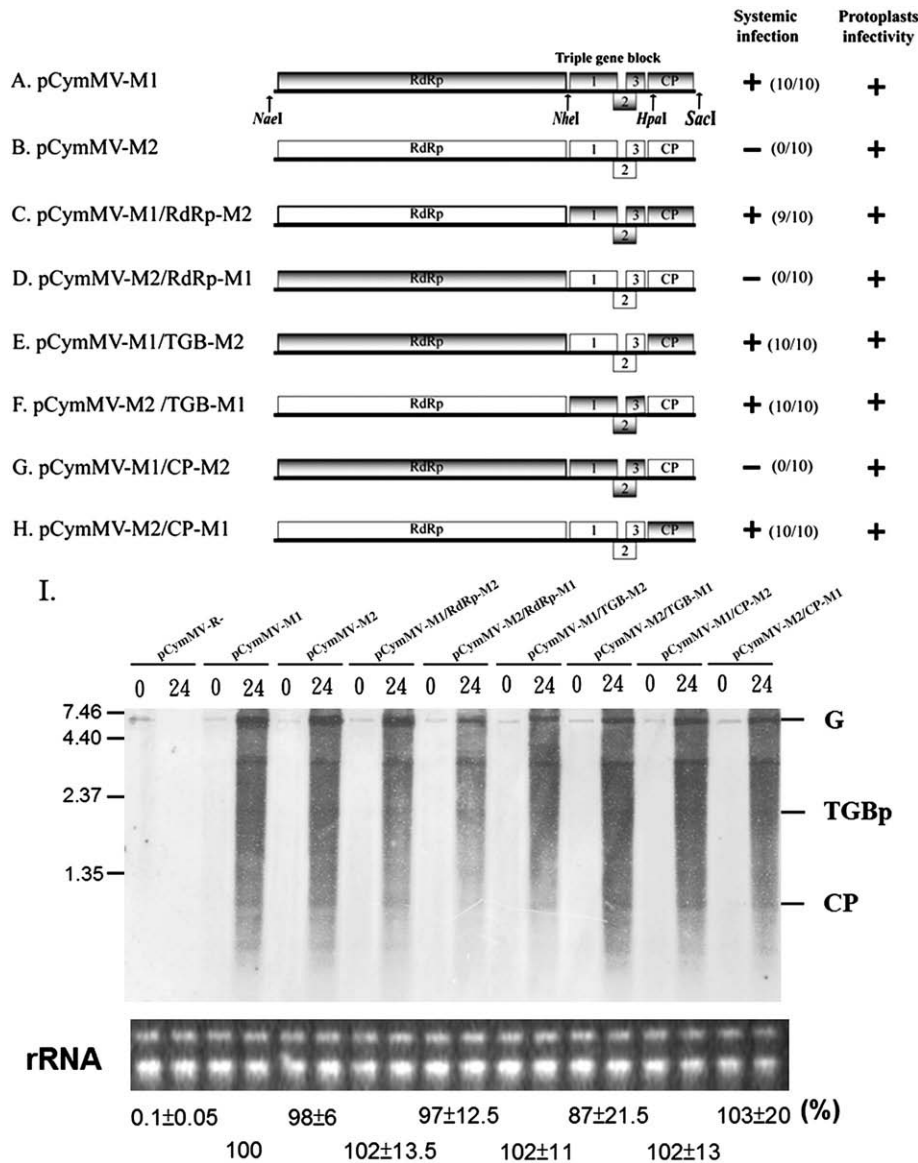 Systemic infection
Protoplasts infectivity
Triple gene block
A. pCymMV-M1
RdRp
1
2
3
CP
+ (10/10)
+
NaeI
NheI
HpaI
SacI
B. pCymMV-M2
RdRp
1
2
3
CP
− (0/10)
+
C. pCymMV-M1/RdRp-M2
RdRp
1
2
3
CP
+ (9/10)
+
D. pCymMV-M2/RdRp-M1
RdRp
1
2
3
CP
− (0/10)
+
E. pCymMV-M1/TGB-M2
RdRp
1
2
3
CP
+ (10/10)
+
F. pCymMV-M2 /TGB-M1
RdRp
1
2
3
CP
+ (10/10)
+
G. pCymMV-M1/CP-M2
RdRp
1
2
3
CP
− (0/10)
+
H. pCymMV-M2/CP-M1
RdRp
1
2
3
CP
+ (10/10)
+
I.
pCymMV-R-
pCymMV-M1
pCymMV-M2
pCymMV-M1/RdRp-M2
pCymMV-M2/RdRp-M1
pCymMV-M1/TGB-M2
pCymMV-M2/TGB-M1
pCymMV-M1/CP-M2
pCymMV-M2/CP-M1
0 24 0 24 0 24 0 24 0 24 0 24 0 24 0 24 0 24
7.46
4.40
2.37
1.35
G
TGBp
CP
rRNA
0.1±0.05 98±6 97±12.5 87±21.5 103±20 (%)
100 102±13.5 102±11 102±13